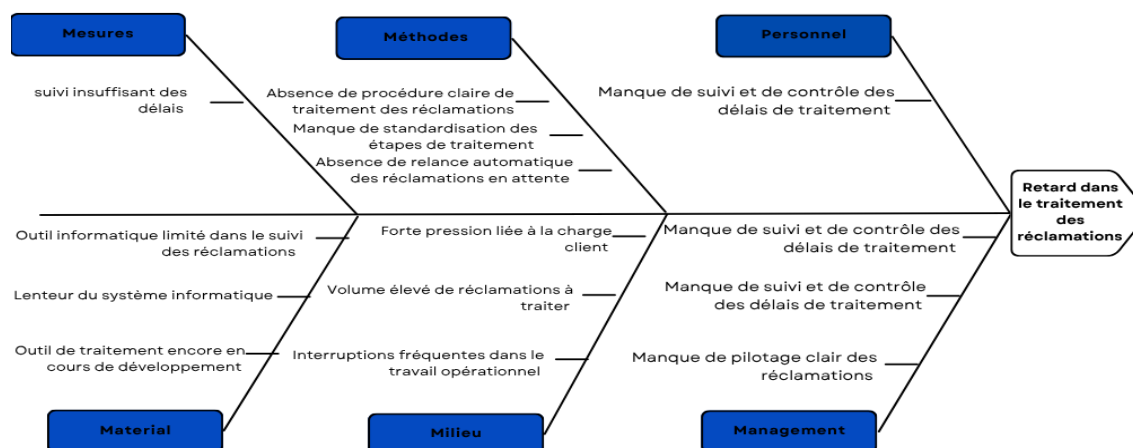 Mesures
Méthodes
Personnel
suivi insuffisant des
délais
Absence de procédure claire de
traitement des réclamations
Manque de standardisation des
étapes de traitement
Absence de relance automatique
des réclamations en attente
Manque de suivi et de contrôle des
délais de traitement
Retard dans
le traitement
des
réclamations
Outil informatique limité dans le suivi
des réclamations
Lenteur du système informatique
Outil de traitement encore en
cours de développement
Forte pression liée à la charge
client
Volume élevé de réclamations à
traiter
Interruptions fréquentes dans le
travail opérationnel
Manque de suivi et de contrôle des
délais de traitement
Manque de suivi et de contrôle
des délais de traitement
Manque de pilotage clair des
réclamations
Material
Milieu
Management